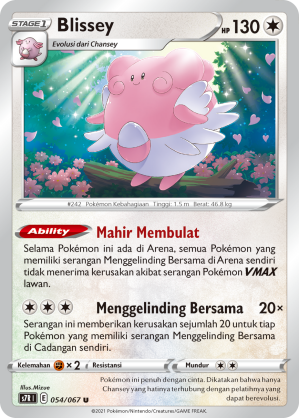 STAGE 1 Blissey HP 130
Evolusi dari Chansey
#242 Pokémon Kebahagiaan Tinggi: 1.5 m Berat: 46.8 kg
Ability Mahir Membulat
Selama Pokémon ini ada di Arena, semua Pokémon yang
memiliki serangan Menggelinding Bersama di Arena sendiri
tidak menerima kerusakan akibat serangan Pokémon VMAX
lawan.
Menggelinding Bersama 20×
Serangan ini memberikan kerusakan sejumlah 20 untuk tiap
Pokémon yang memiliki serangan Menggelinding Bersama
di Arena sendiri.
Kelemahan ×2 Resistansi Mundur
Illus. Mizue
s7R I E 054/067 U
Pokémon ini penuh dengan cinta. Dikatakan bahwa
Chansey yang hatinya terhubung dengan pelatihnya yang
dapat berevolusi.
©2021 Pokémon/Nintendo/Creatures/GAME FREAK